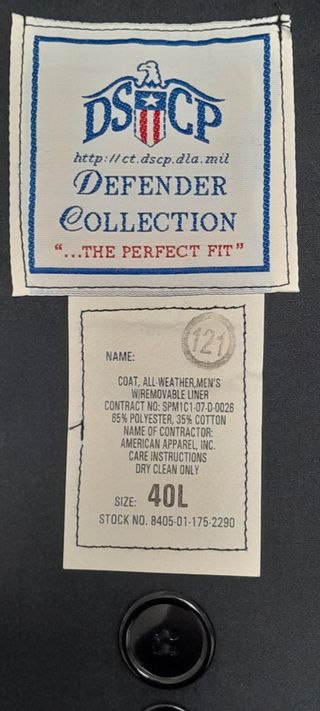 DSCP
http://ct.dscp.dla.mil
DEFENDER
COLLECTION
"...THE PERFECT FIT"
121
NAME:
COAT, ALL-WEATHER,MEN'S
W/REMOVABLE LINER
CONTRACT NO: SPM1C1-07-D-0026
65% POLYESTER, 35% COTTON
NAME OF CONTRACTOR:
AMERICAN APPAREL, INC.
CARE INSTRUCTIONS
DRY CLEAN ONLY
SIZE: 40L
STOCK NO. 8405-01-175-2290